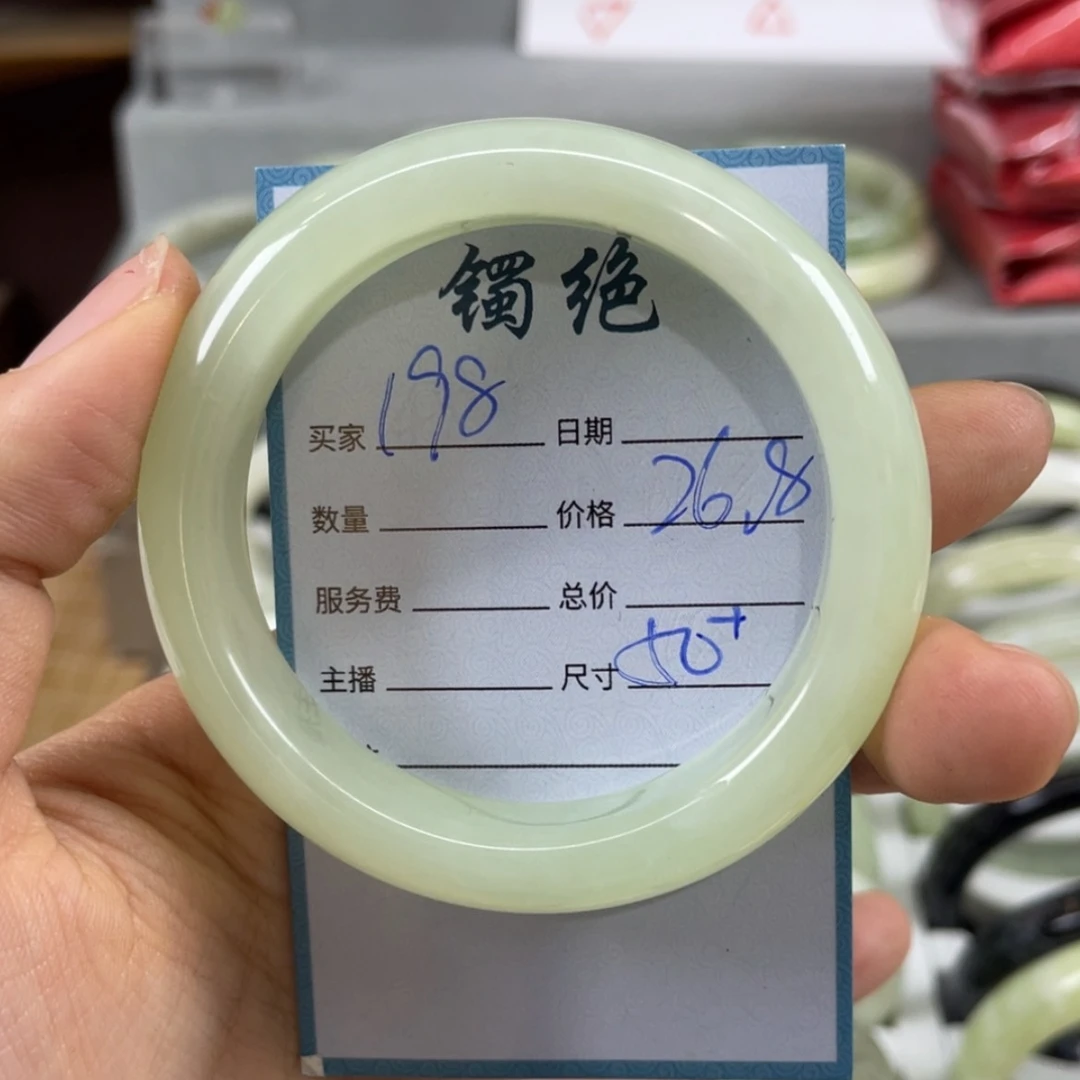 镯绝
买家 198 日期
数量 价格 26.8
服务费 总价
主播 尺寸 50+